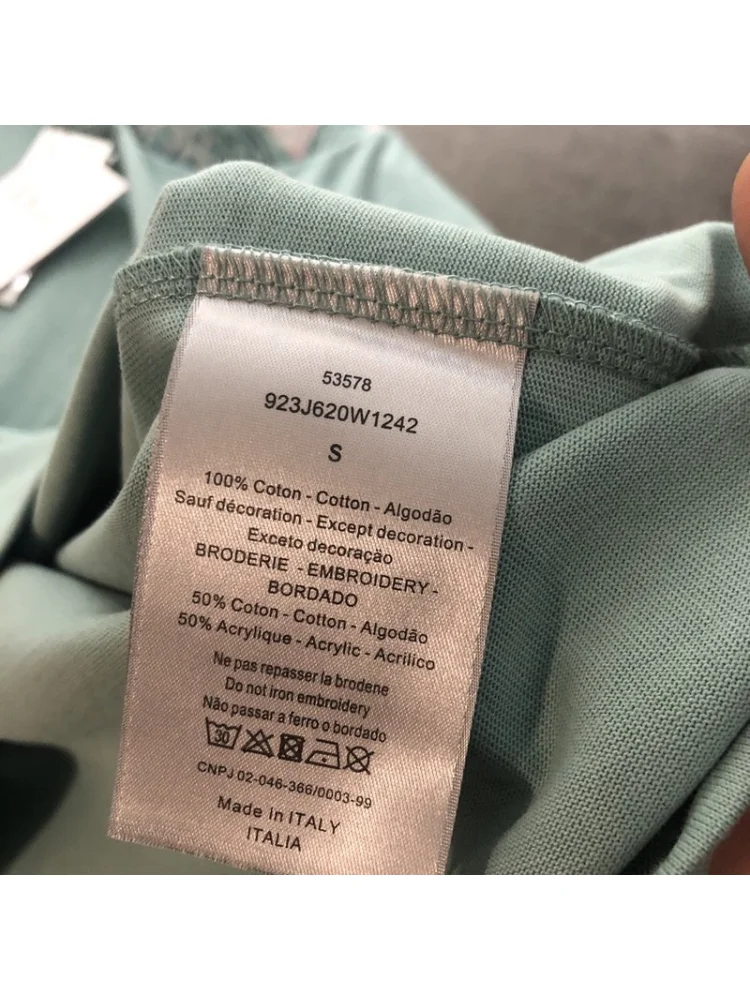 53578
923J620W1242
S
100% Coton - Cotton - Algodão
Sauf décoration - Except decoration -
Exceto decoração
BRODERIE - EMBROIDERY -
BORDADO
50% Coton - Cotton - Algodão
50% Acrylique - Acrylic - Acrilico
Ne pas repasser la brodene
Do not iron embroidery
Não passar a ferro o bordado
30
CNPJ 02-046-366/0003-99
Made in ITALY
ITALIA